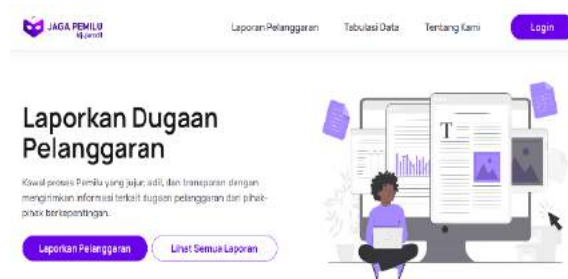 JAGA PEMILU
Laporan Pelanggaran
Tabulasi Data
Tentang Kami
Login
Laporkan Dugaan
Pelanggaran
Kawal proses Pemilu yang jujur, adil, dan transparan dengan
mengirimkan informasi terkait dugaan pelanggaran dari pihak-
pihak berkepentingan.
Laporkan Pelanggaran
Lihat Semua Laporan
T